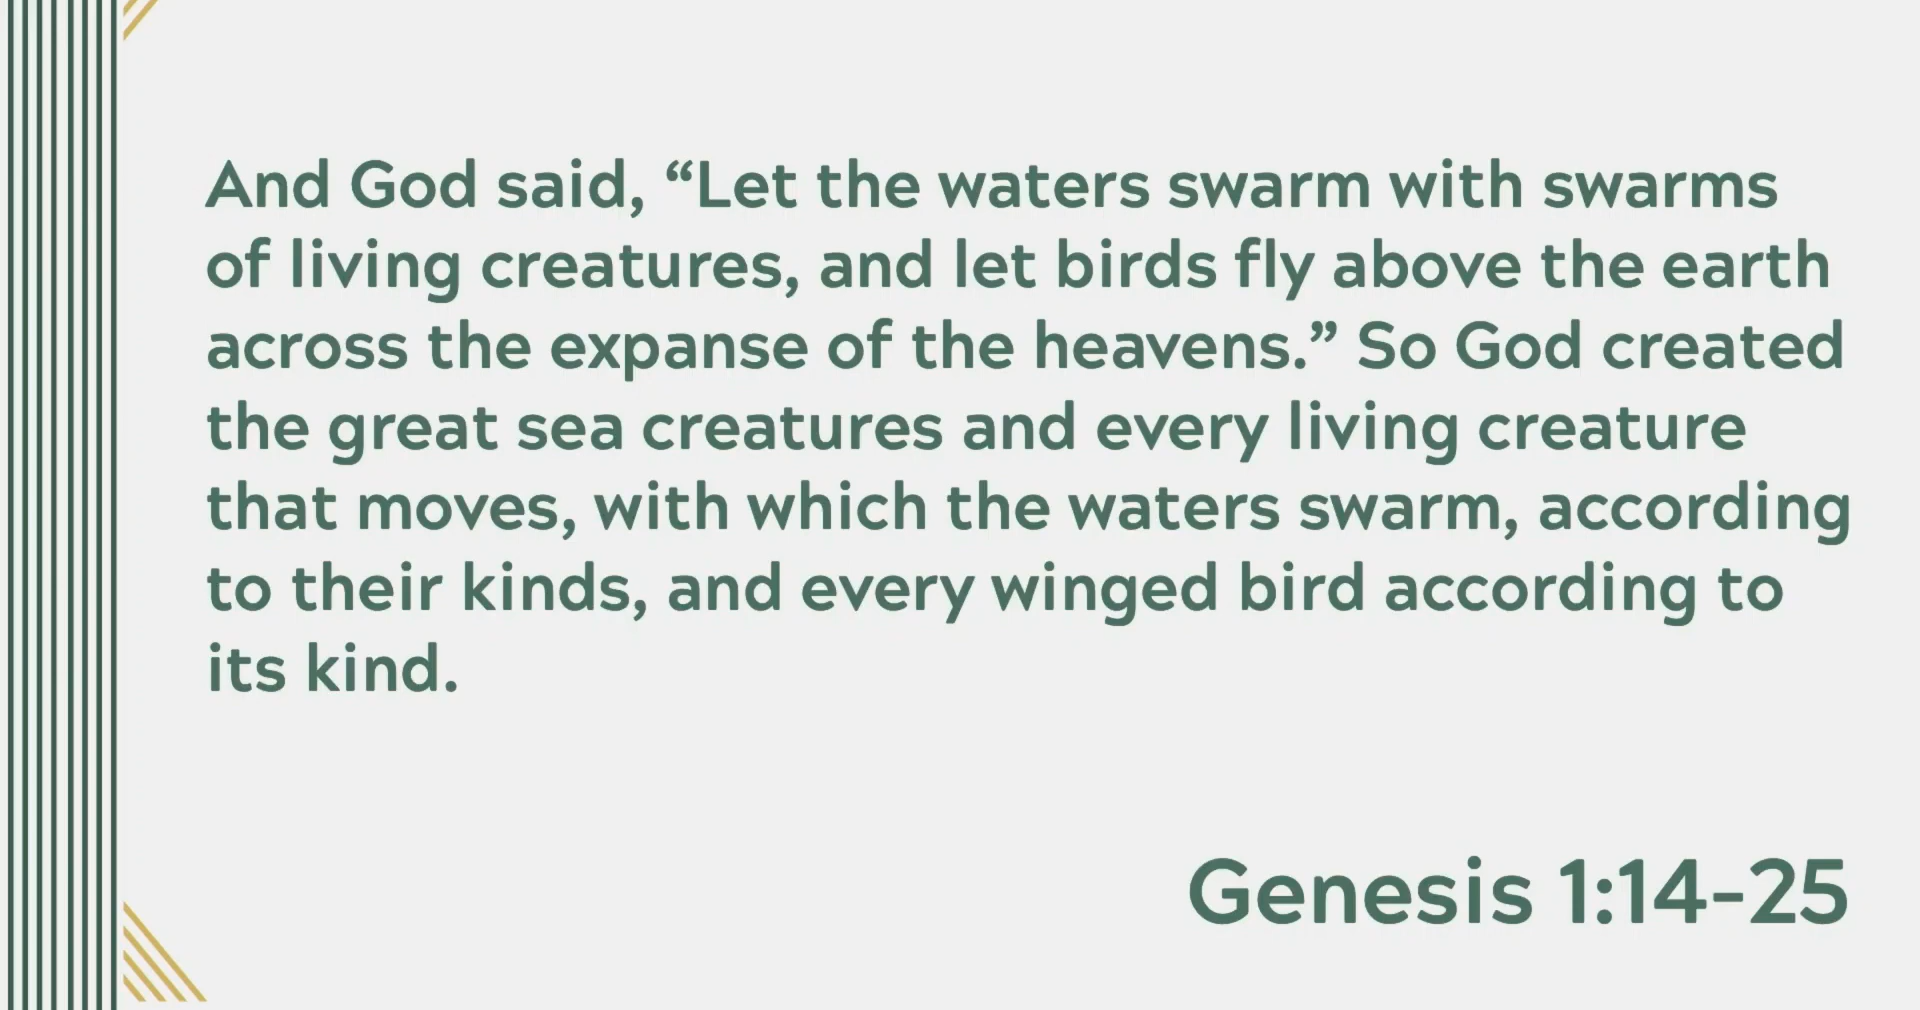 And God said, “Let the waters swarm with swarms
of living creatures, and let birds fly above the earth
across the expanse of the heavens.” So God created
the great sea creatures and every living creature
that moves, with which the waters swarm, according
to their kinds, and every winged bird according to
its kind.
Genesis 1:14-25